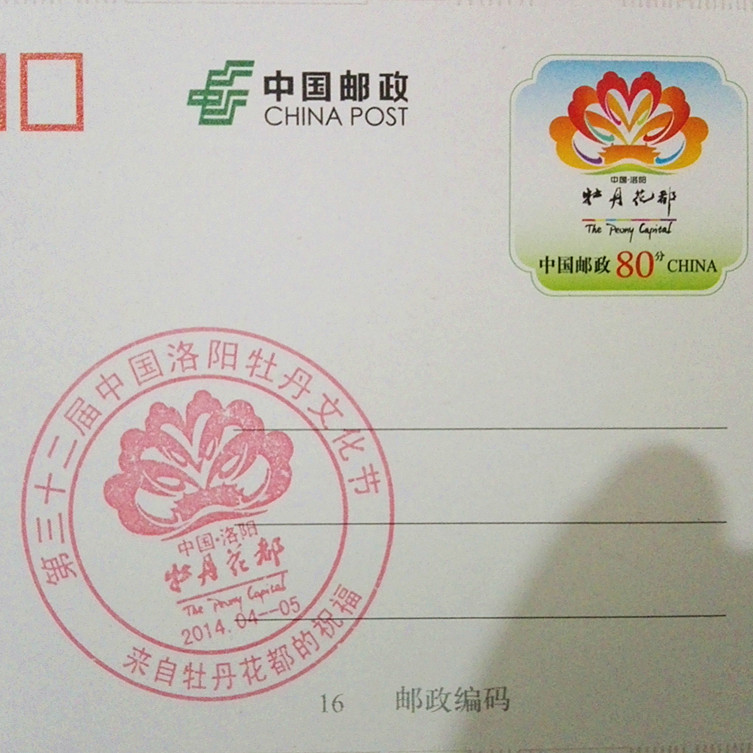 中国邮政
CHINA POST
中国·洛阳
牡丹花都
The Peony Capital
中国邮政 80分 CHINA
第三十二届中国洛阳牡丹文化节
中国·洛阳
牡丹花都
The Peony Capital
2014.04--05
来自牡丹花都的祝福
16 邮政编码